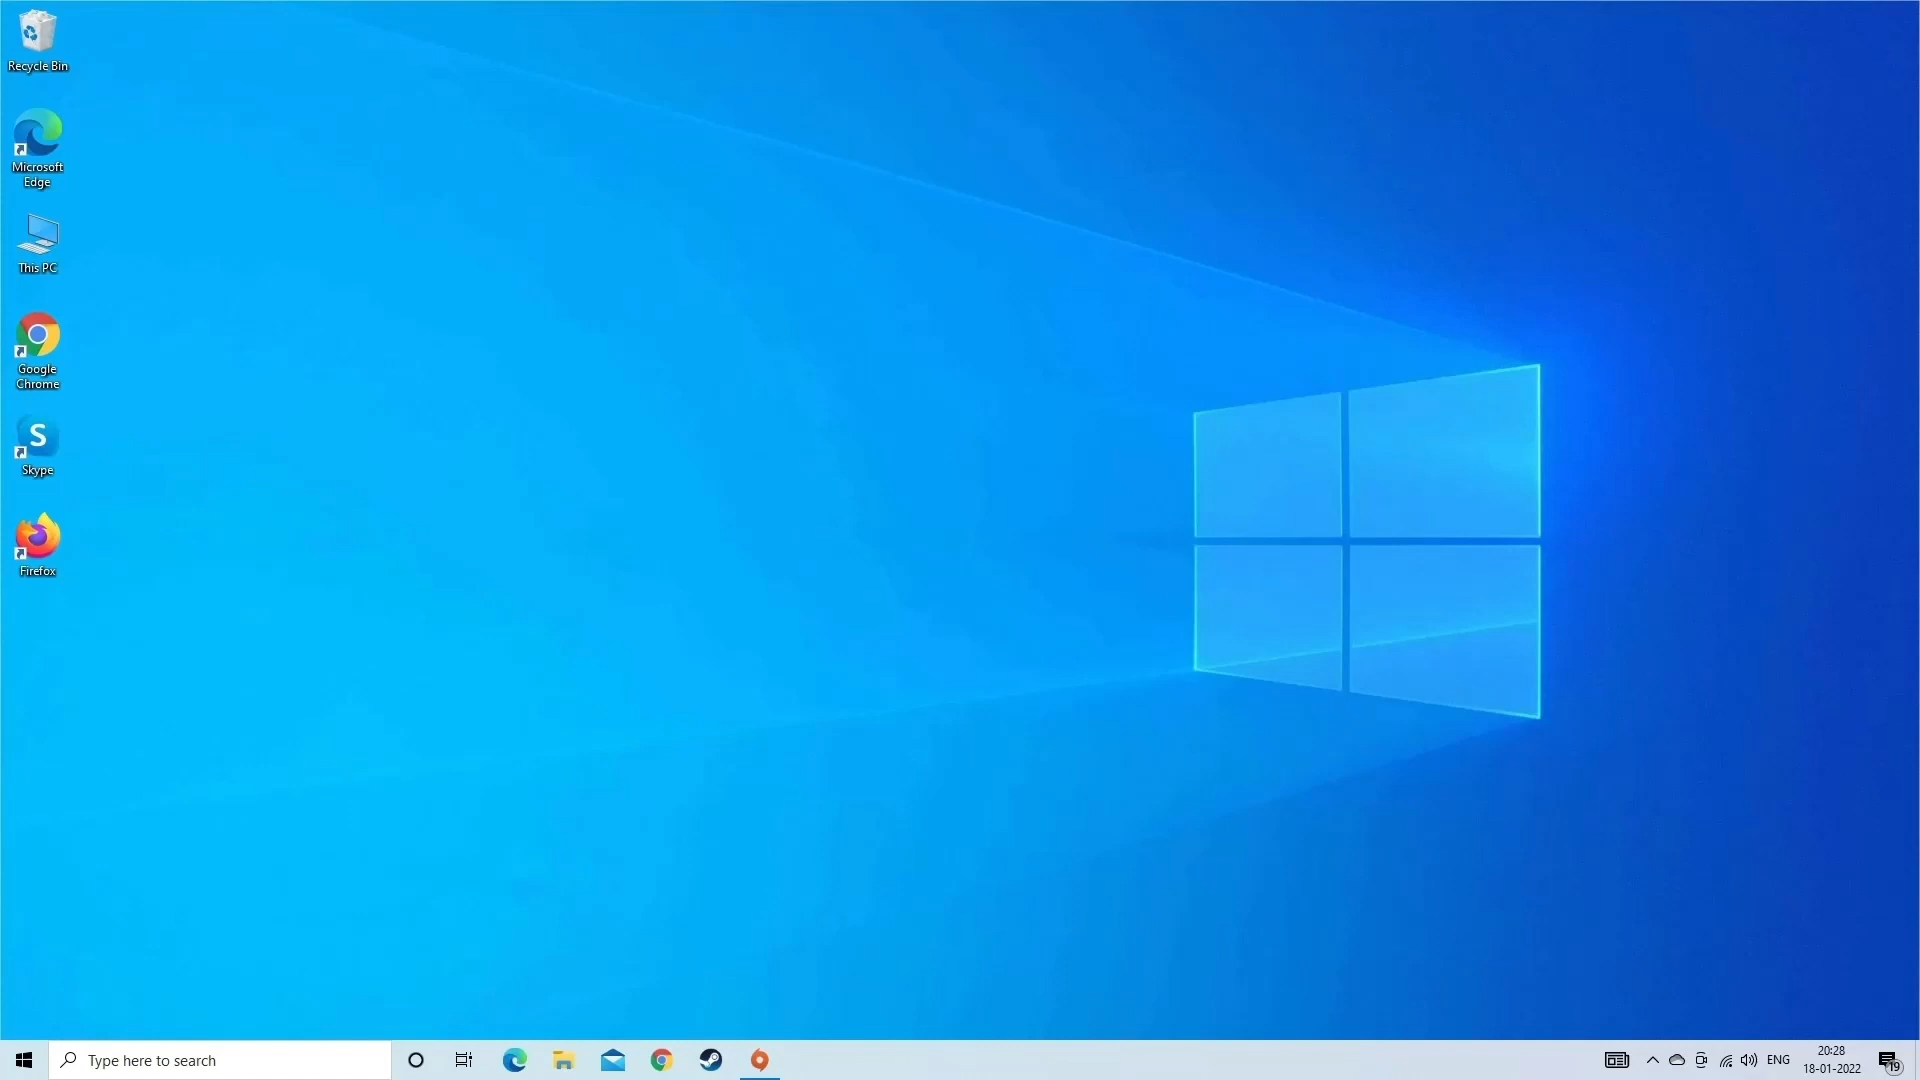 Recycle Bin
Microsoft
Edge
This PC
Google
Chrome
S
Skype
Firefox
Type here to search
ENG
20:28
18-01-2022
19